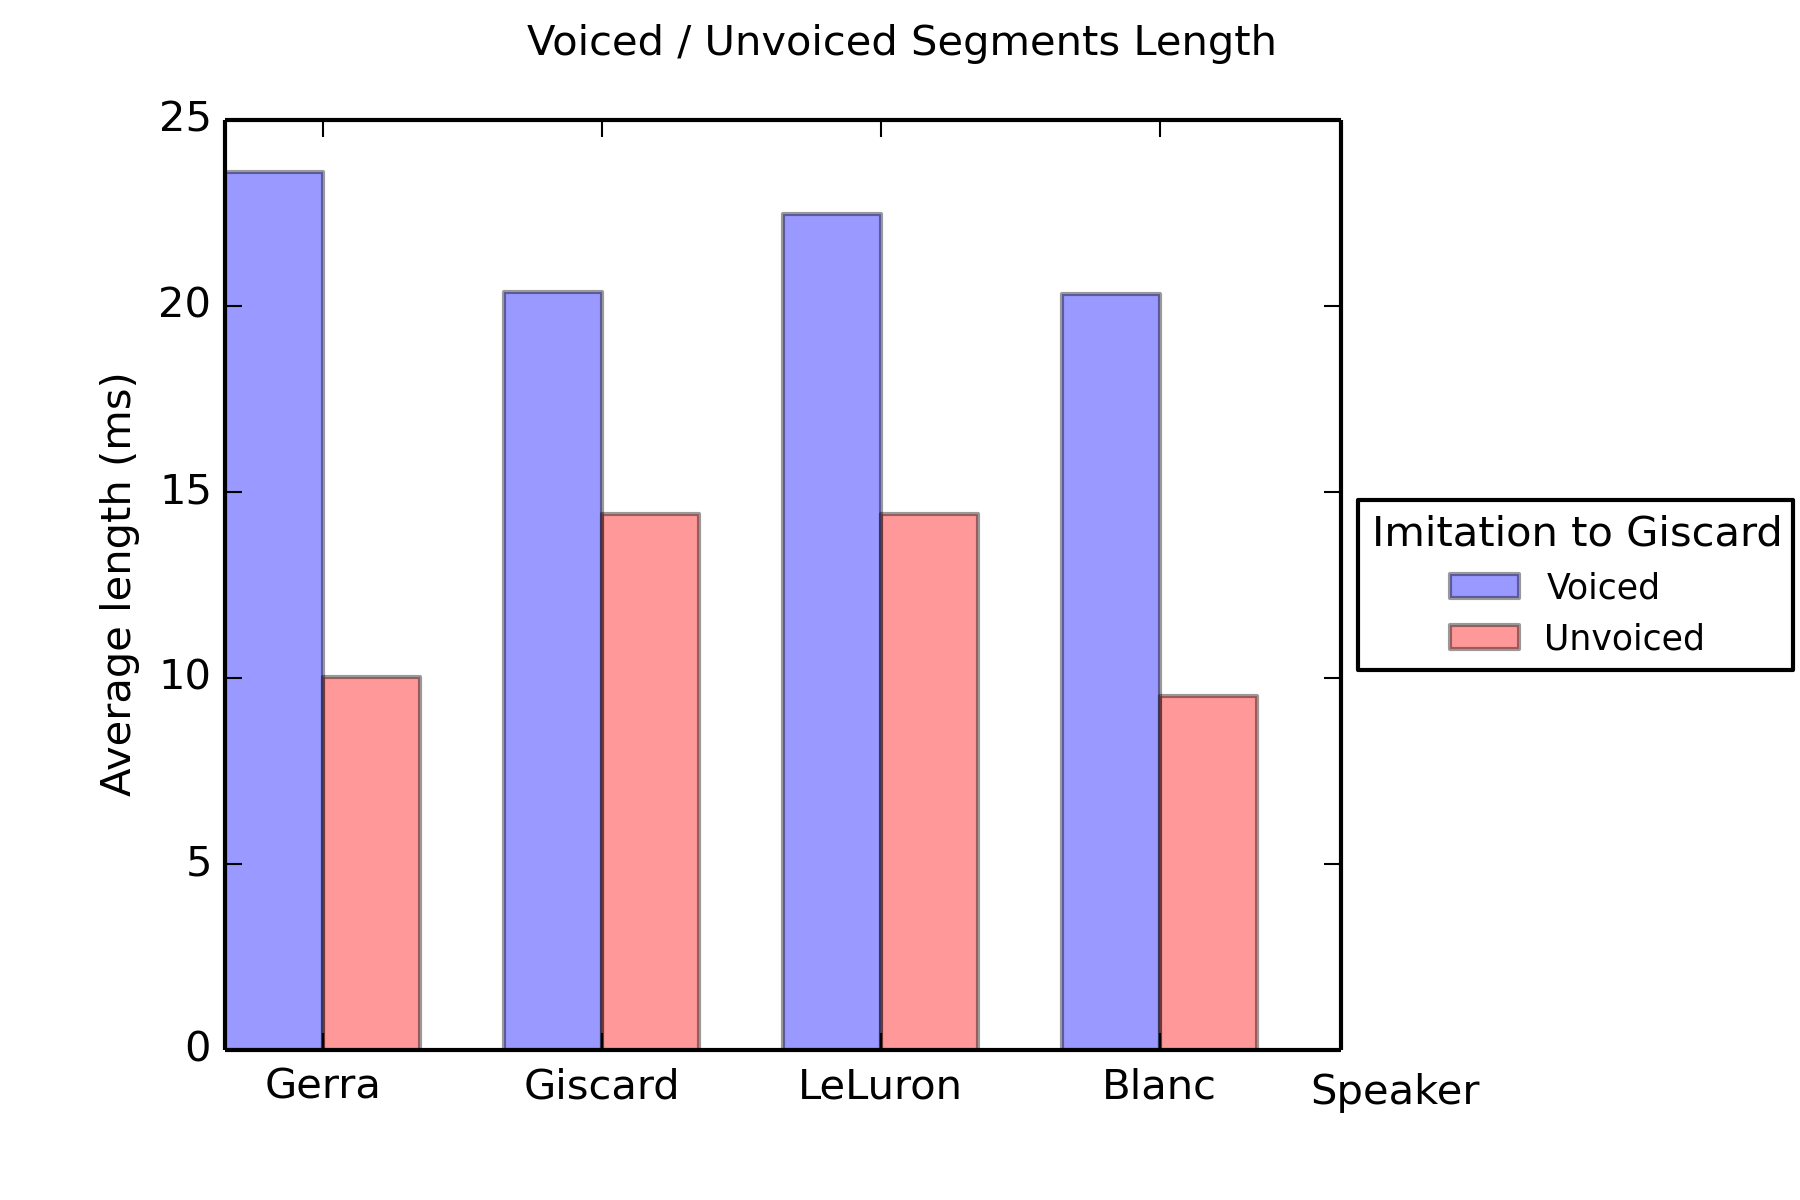 Voiced / Unvoiced Segments Length
25
20
15
10
5
0
Average length (ms)
Gerra
Giscard
LeLuron
Blanc
Speaker
Imitation to Giscard
Voiced
Unvoiced